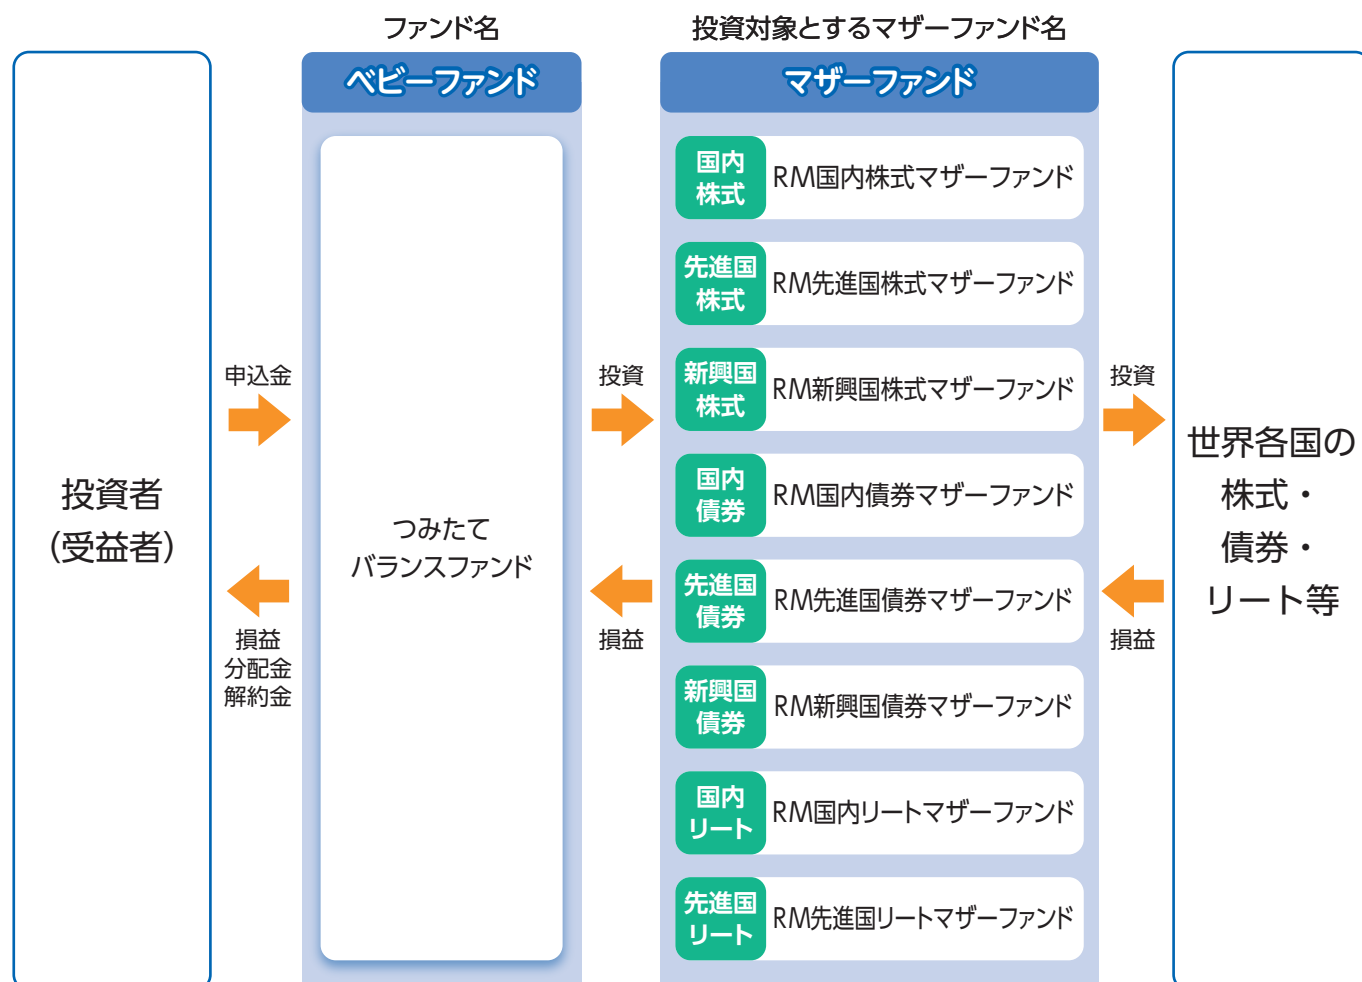 ファンド名
投資対象とするマザーファンド名
ベビーファンド
マザーファンド
投資者
（受益者）
申込金
損益
分配金
解約金
つみたて
バランスファンド
投資
損益
国内
株式
RM国内株式マザーファンド
先進国
株式
RM先進国株式マザーファンド
新興国
株式
RM新興国株式マザーファンド
国内
債券
RM国内債券マザーファンド
先進国
債券
RM先進国債券マザーファンド
新興国
債券
RM新興国債券マザーファンド
国内
リート
RM国内リートマザーファンド
先進国
リート
RM先進国リートマザーファンド
投資
損益
世界各国の
株式・
債券・
リート等